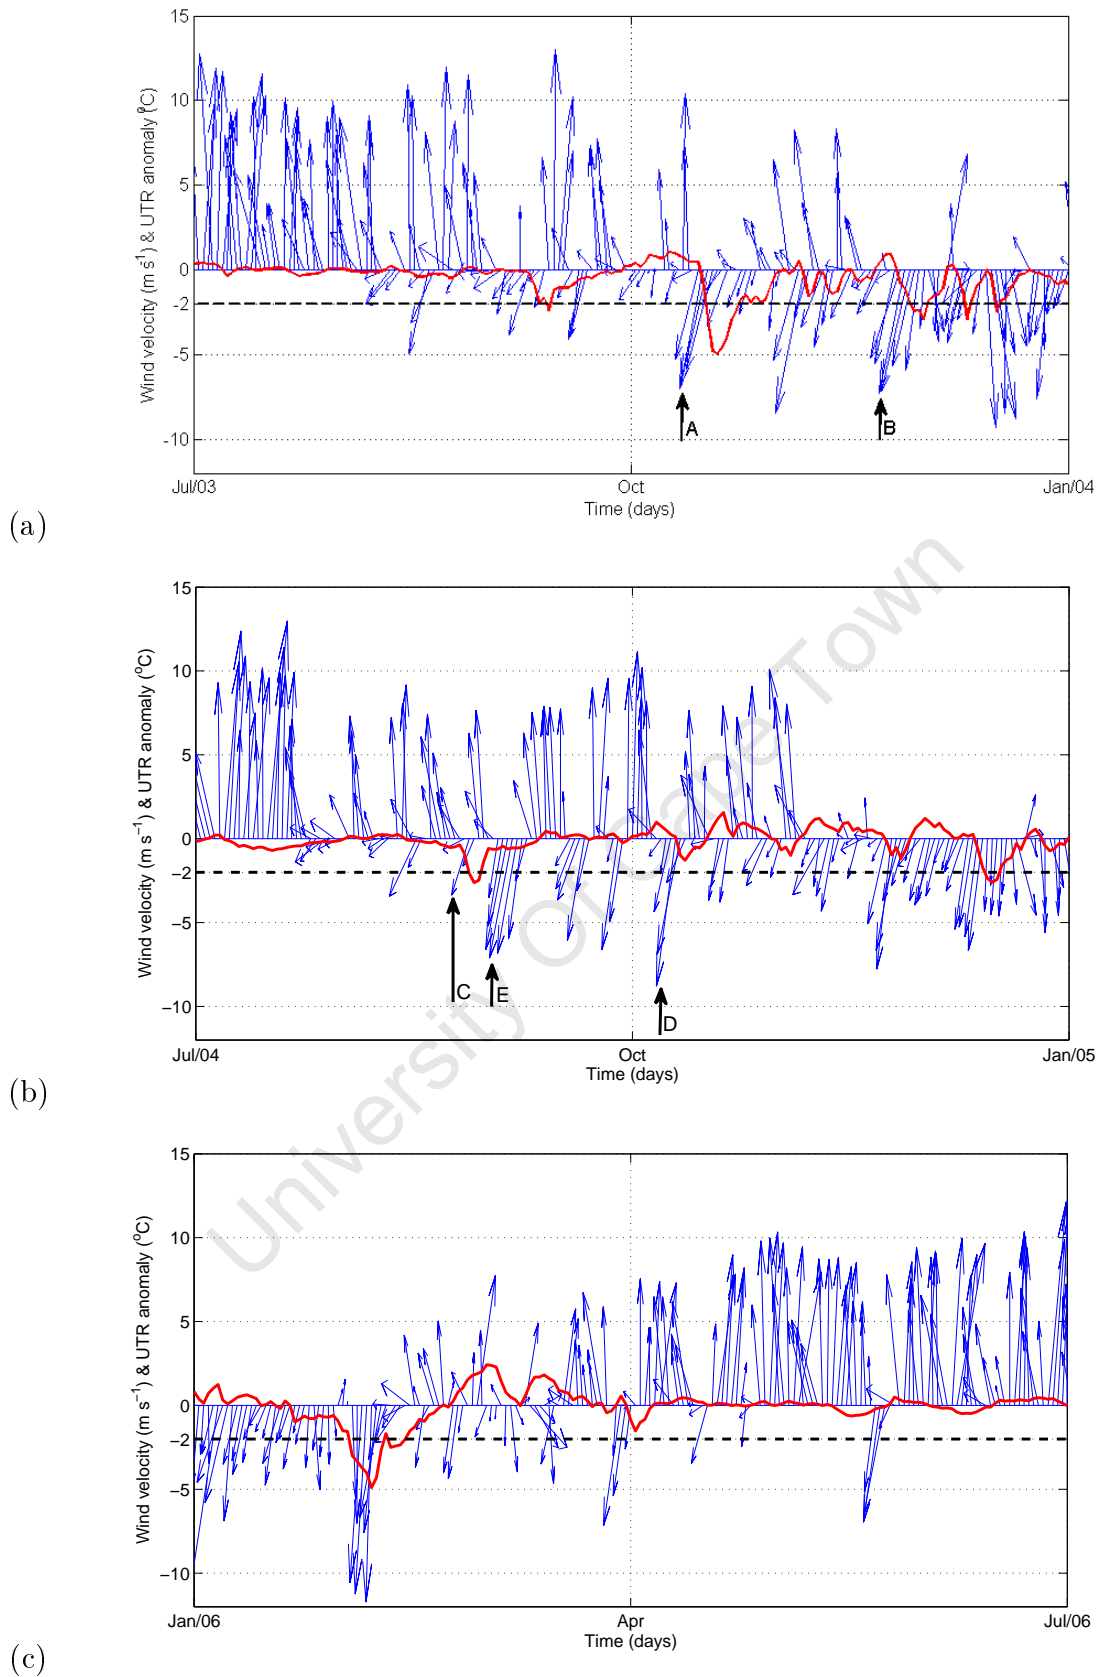 15
10
5
0
-2
-5
-10
Wind velocity (m s⁻¹) & UTR anomaly (°C)
A
B
Jul/03
Oct
Jan/04
Time (days)
(a)
15
10
5
0
−2
−5
−10
Wind velocity (m s⁻¹) & UTR anomaly (°C)
C
E
D
Jul/04
Oct
Jan/05
Time (days)
(b)
15
10
5
0
−2
−5
−10
Wind velocity (m s⁻¹) & UTR anomaly (°C)
Jan/06
Apr
Jul/06
Time (days)
(c)
University Of Cape Town